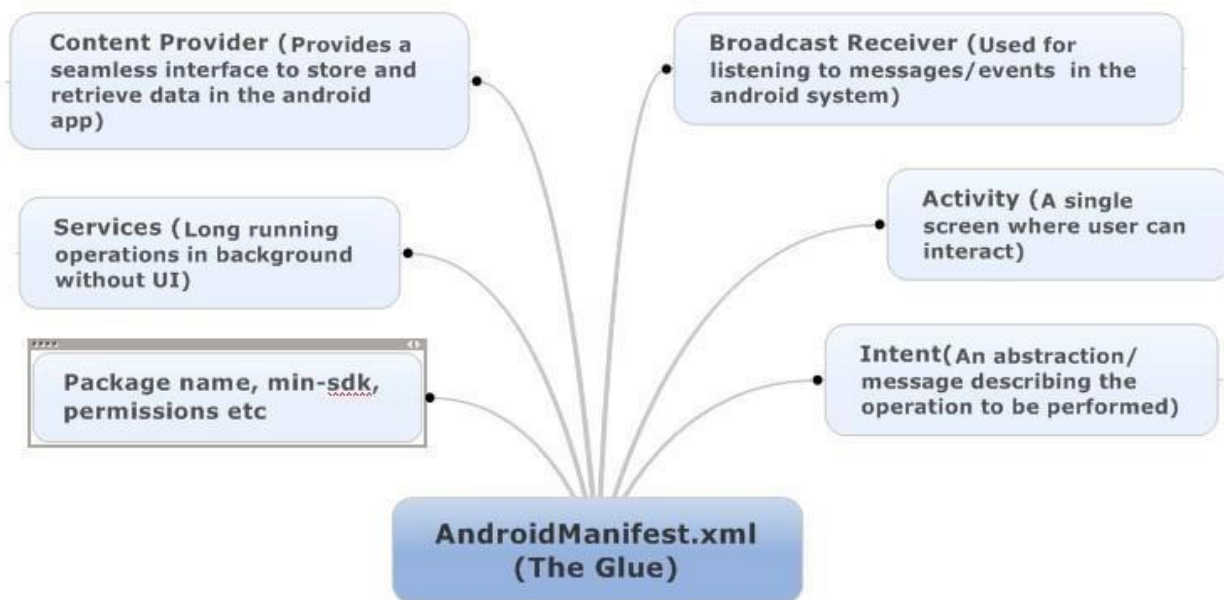 Content Provider (Provides a
seamless interface to store and
retrieve data in the android
app)
Broadcast Receiver (Used for
listening to messages/events in the
android system)
Services (Long running
operations in background
without UI)
Activity (A single
screen where user can
interact)
Package name, min-sdk,
permissions etc
Intent(An abstraction/
message describing the
operation to be performed)
AndroidManifest.xml
(The Glue)